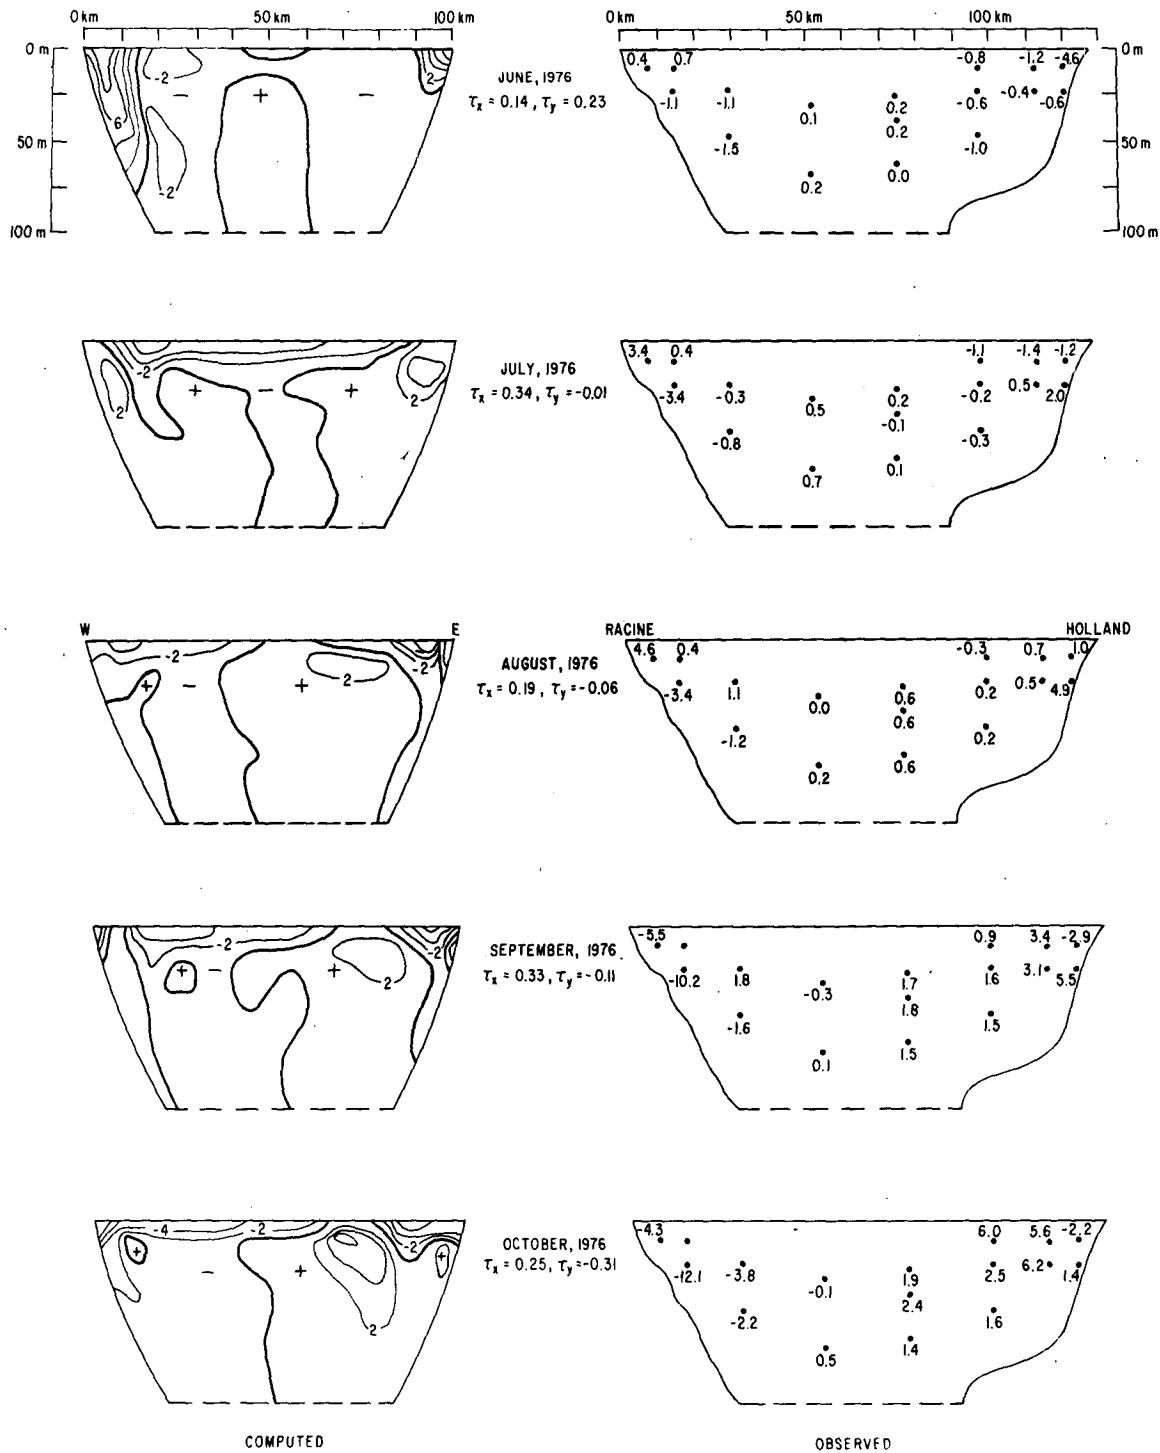 0 km 50 km 100 km 0 km 50 km 100 km
0 m 0 m
50 m 50 m
100 m 100 m
JUNE, 1976
τx = 0.14, τy = 0.23
-2 2 6 -2
- + -
0.4 0.7 -0.8 -1.2 -4.6
-1.1 -1.1 0.2 -0.6 -0.4 -0.6
0.1 0.2
-1.5 -1.0
0.2 0.0
JULY, 1976
τx = 0.34, τy = -0.01
-2 2 2
+ - +
3.4 0.4 -1.1 -1.4 -1.2
-3.4 -0.3 0.2 -0.2 0.5 2.0
0.5 -0.1
-0.8 -0.3
0.7 0.1
W E RACINE HOLLAND
AUGUST, 1976
τx = 0.19, τy = -0.06
-2 2 -2
+ - +
4.6 0.4 -0.3 0.7 1.0
-3.4 1.1 0.6 0.2 0.5 4.9
0.0 0.6
-1.2 0.2
0.2 0.6
SEPTEMBER, 1976
τx = 0.33, τy = -0.11
-2 2 -2
+ - +
-5.5 0.9 3.4 -2.9
-10.2 1.8 1.7 1.6 3.1 5.5
-0.3 1.8
-1.6 1.5
0.1 1.5
OCTOBER, 1976
τx = 0.25, τy = -0.31
-4 -2 -2 2
+ - + +
-4.3 6.0 5.6 -2.2
-12.1 -3.8 1.9 2.5 6.2 1.4
-0.1 2.4
-2.2 1.6
0.5 1.4
COMPUTED OBSERVED